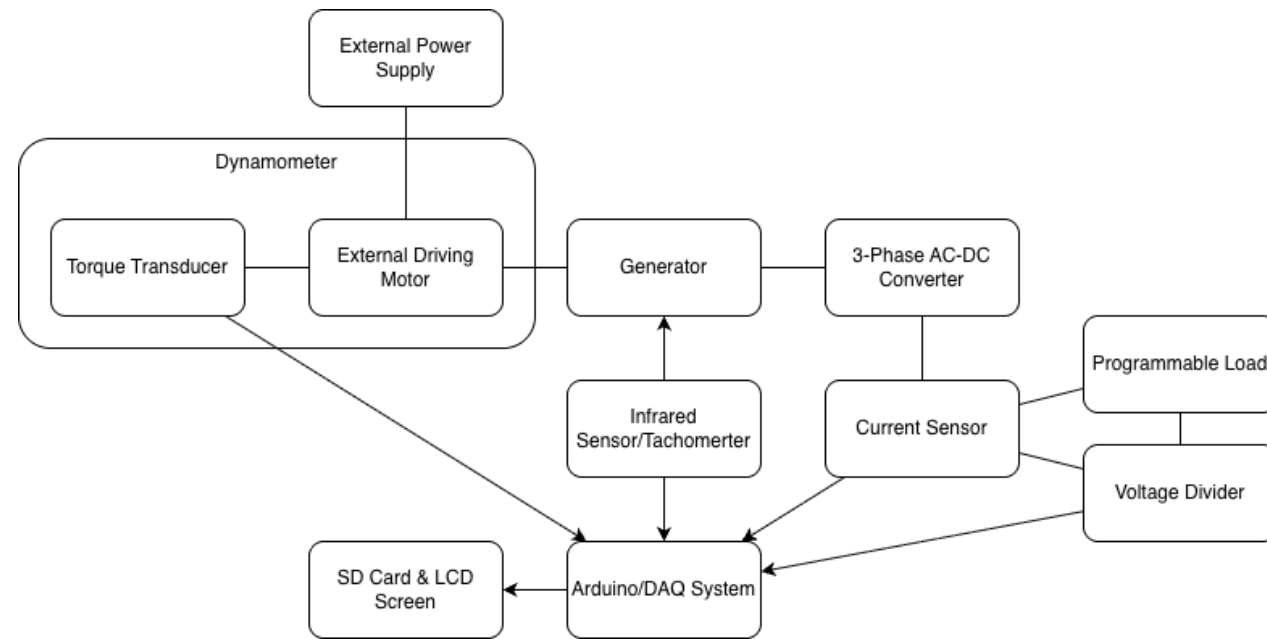 External Power
Supply
Dynamometer
Torque Transducer
External Driving
Motor
Generator
3-Phase AC-DC
Converter
Programmable Load
Infrared
Sensor/Tachomerter
Current Sensor
Voltage Divider
SD Card & LCD
Screen
Arduino/DAQ System